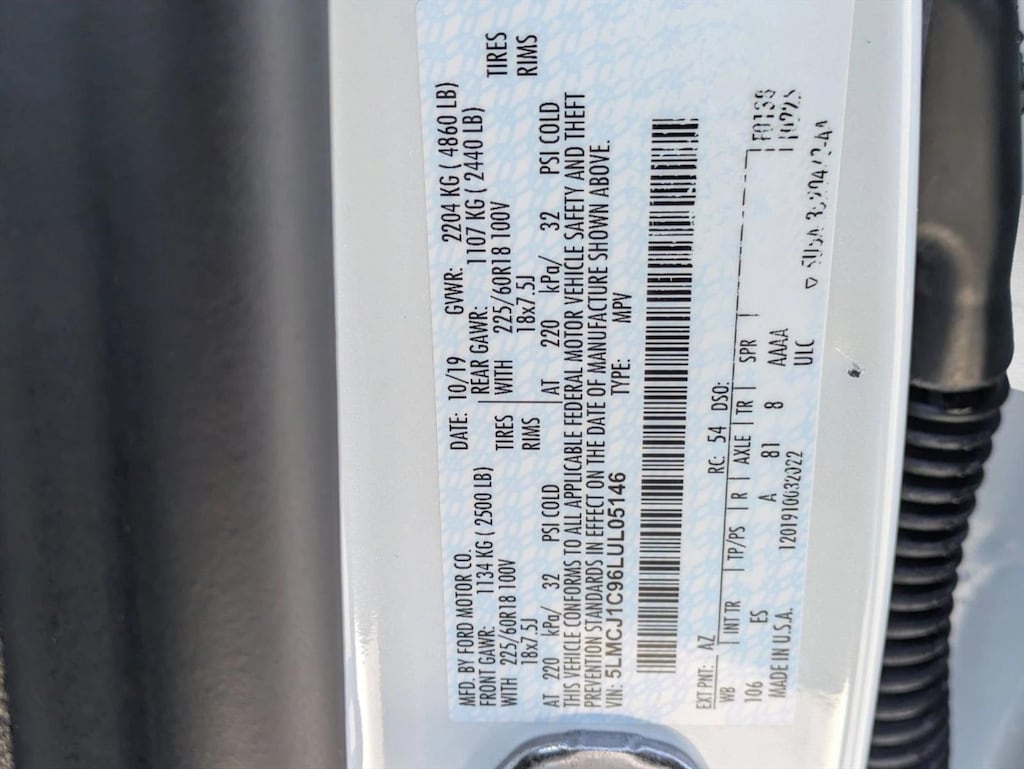 MFD. BY FORD MOTOR CO. DATE: 10/19 GVWR: 2204 KG ( 4860 LB)
FRONT GAWR: 1134 KG ( 2500 LB) REAR GAWR: 1107 KG ( 2440 LB)
WITH 225/60R18 100V TIRES WITH 225/60R18 100V TIRES
18x7.5J RIMS 18x7.5J RIMS
AT 220 kPa/ 32 PSI COLD AT 220 kPa/ 32 PSI COLD
THIS VEHICLE CONFORMS TO ALL APPLICABLE FEDERAL MOTOR VEHICLE SAFETY AND THEFT
PREVENTION STANDARDS IN EFFECT ON THE DATE OF MANUFACTURE SHOWN ABOVE.
VIN: 5LMCJ1C96LUL05146 TYPE: MPV
EXT PNT: AZ RC: 54 DSO:
WB INT TR TP/PS R AXLE TR SPR
106 ES A 81 8 AAAA
MADE IN U.S.A. 1201910032022 ULC